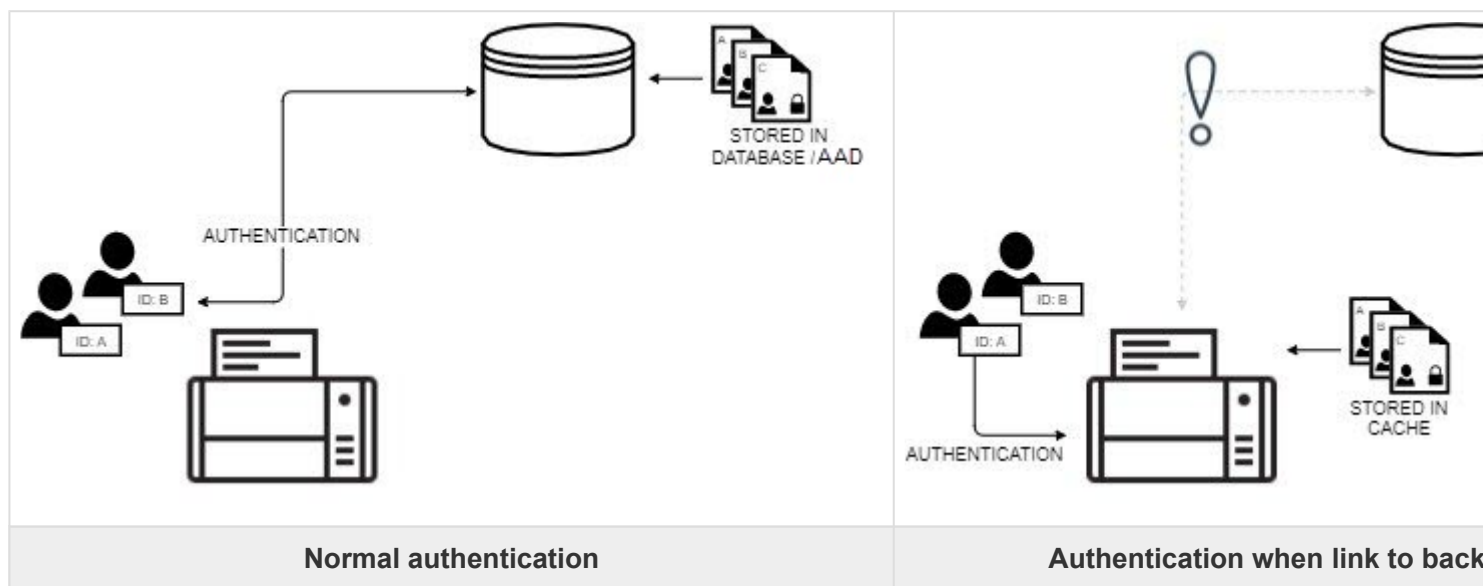 A
B
C
STORED IN
DATABASE / AAD
AUTHENTICATION
ID: B
ID: A
Normal authentication
ID: B
ID: A
A
B
C
STORED IN
CACHE
AUTHENTICATION
Authentication when link to back